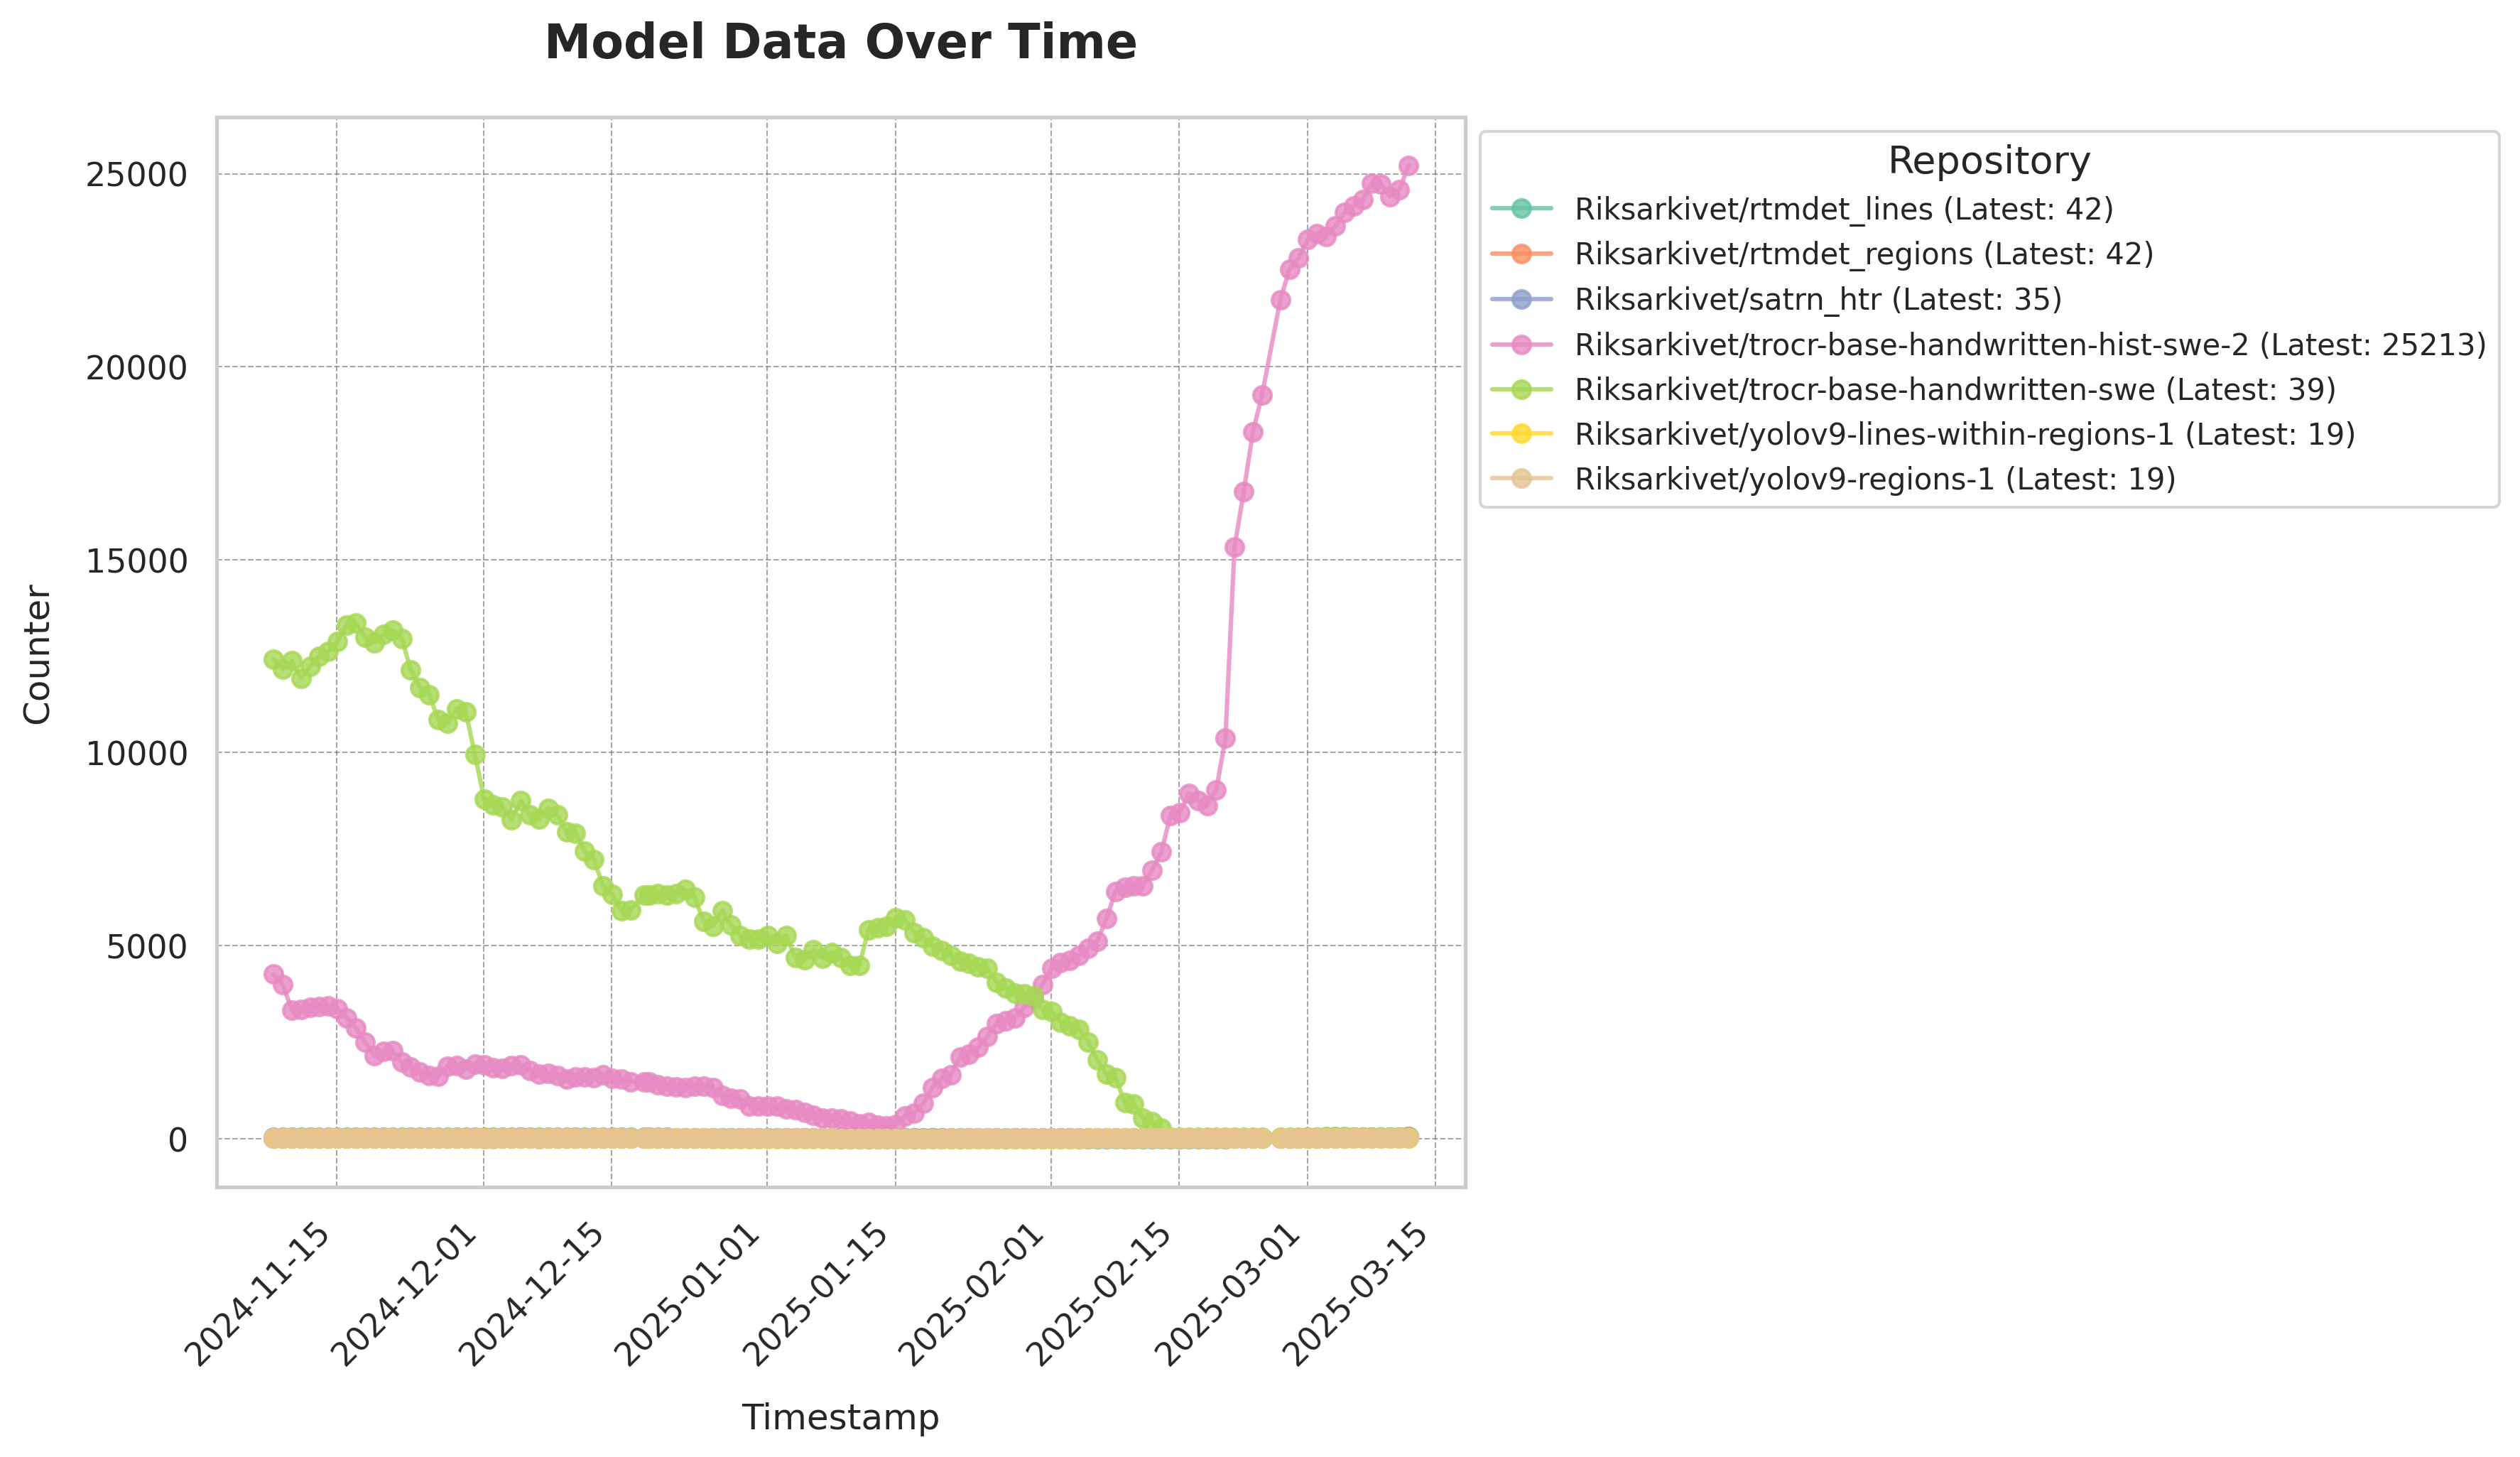 Model Data Over Time
Counter
25000
20000
15000
10000
5000
0
2024-11-15
2024-12-01
2024-12-15
2025-01-01
2025-01-15
2025-02-01
2025-02-15
2025-03-01
2025-03-15
Timestamp
Repository
Riksarkivet/rtmdet_lines (Latest: 42)
Riksarkivet/rtmdet_regions (Latest: 42)
Riksarkivet/satrn_htr (Latest: 35)
Riksarkivet/trocr-base-handwritten-hist-swe-2 (Latest: 25213)
Riksarkivet/trocr-base-handwritten-swe (Latest: 39)
Riksarkivet/yolov9-lines-within-regions-1 (Latest: 19)
Riksarkivet/yolov9-regions-1 (Latest: 19)